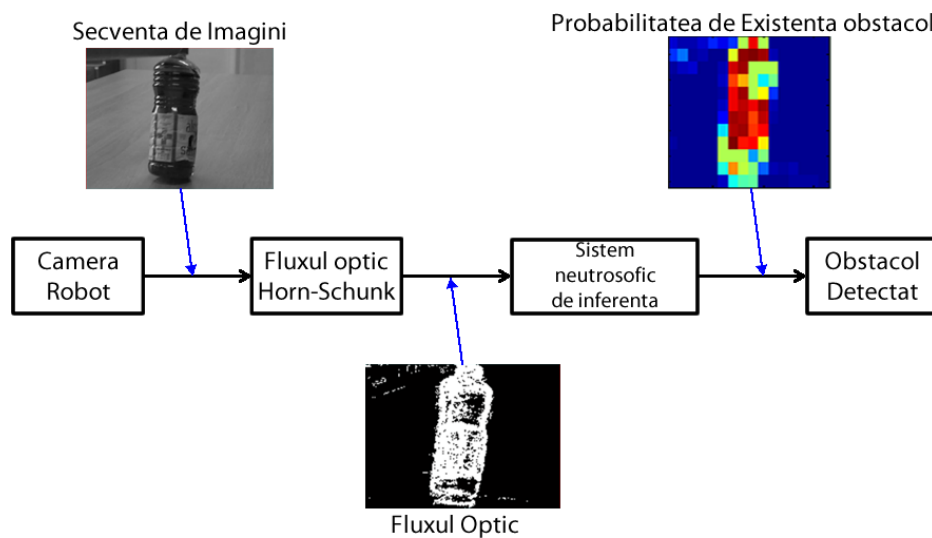 Secventa de Imagini
Probabilitatea de Existenta obstacol
Camera
Robot
Fluxul optic
Horn-Schunk
Sistem
neutrosofic
de inferenta
Obstacol
Detectat
Fluxul Optic